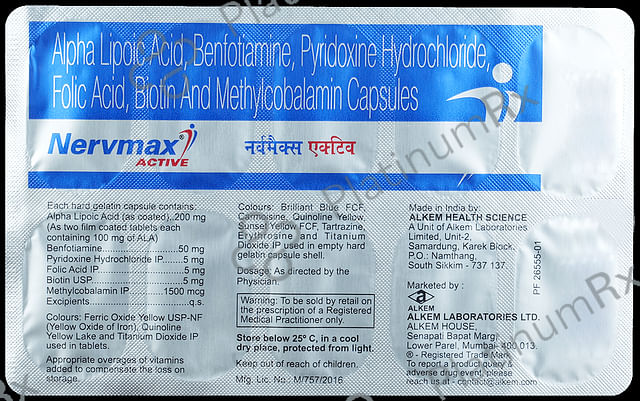 Alpha Lipoic Acid, Benfotiamine, Pyridoxine Hydrochloride,
Folic Acid, Biotin And Methylcobalamin Capsules
Nervmax®
ACTIVE
नर्वमैक्स एक्टिव
Each hard gelatin capsule contains:
Alpha Lipoic Acid (as coated)..200 mg
(As two film coated tablets each
containing 100 mg of ALA)
Benfotiamine..........................50 mg
Pyridoxine Hydrochloride IP.......5 mg
Folic Acid IP...........................5 mg
Biotin USP..............................5 mg
Methylcobalamin IP..............1500 mcg
Excipients...............................q.s.
Colours: Ferric Oxide Yellow USP-NF
(Yellow Oxide of Iron), Quinoline
Yellow Lake and Titanium Dioxide IP
used in tablets.
Appropriate overages of vitamins
added to compensate the loss on
storage.
Colours: Brilliant Blue FCF,
Carmoisine, Quinoline Yellow,
Sunset Yellow FCF, Tartrazine,
Erythrosine and Titanium
Dioxide IP used in empty hard
gelatin capsule shell.
Dosage: As directed by the
Physician.
Warning: To be sold by retail on
the prescription of a Registered
Medical Practitioner only.
Store below 25° C, in a cool
dry place, protected from light.
Keep out of reach of children.
Mfg. Lic. No.: M/757/2016
Made in India by:
ALKEM HEALTH SCIENCE
A Unit of Alkem Laboratories
Limited, Unit-2,
Samardung, Karek Block,
P.O.: Namthang,
South Sikkim - 737 137
Marketed by :
ALKEM
ALKEM LABORATORIES LTD.
ALKEM HOUSE,
Senapati Bapat Marg,
Lower Parel, Mumbai- 400 013.
® - Registered Trade Mark
To report a product query &
adverse drug event, please
reach us at - contact@alkem.com
PF 26555-01
PlatinumRx
PlatinumRx